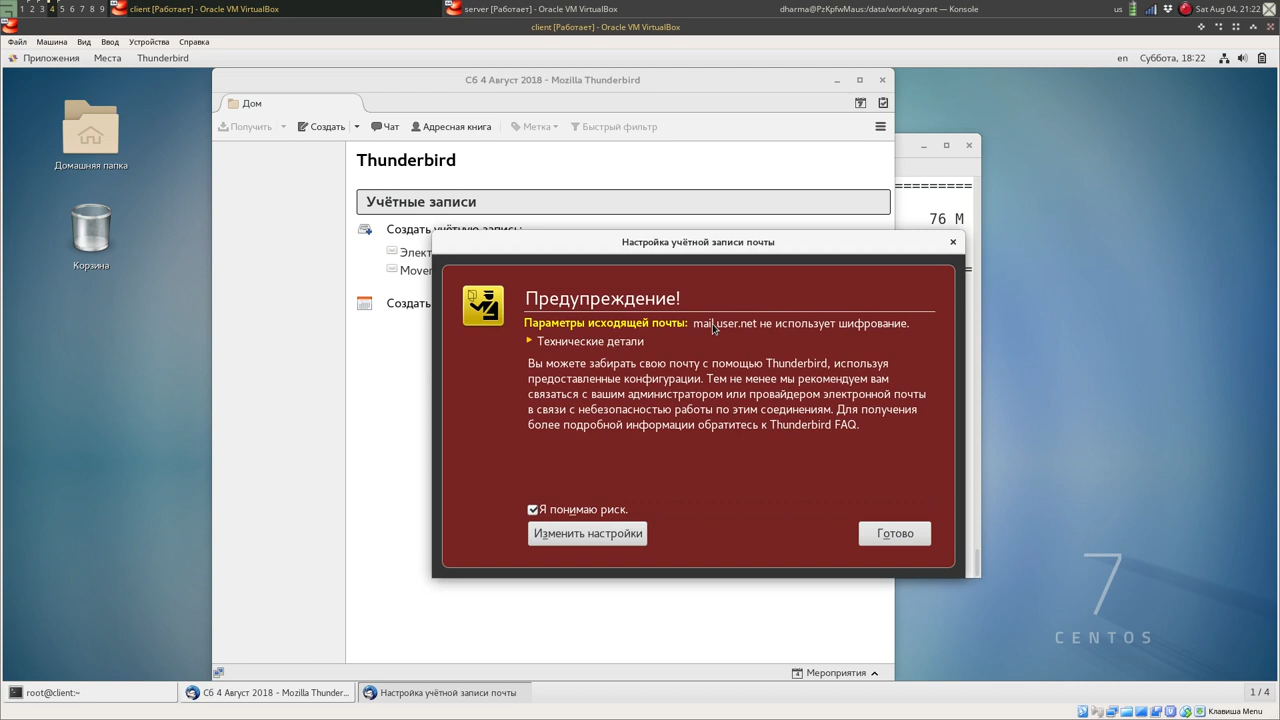 1 2 3 4 5 6 7 8 9
client [Работает] - Oracle VM VirtualBox
server [Работает] - Oracle VM VirtualBox
dharma@PzKpfwMaus:/data/work/vagrant — Konsole
us
Sat Aug 04, 21:22
client [Работает] - Oracle VM VirtualBox
Файл Машина Вид Ввод Устройства Справка
Приложения Места Thunderbird
en Суббота, 18:22
Сб 4 Август 2018 - Mozilla Thunderbird
Дом
Получить Создать Чат Адресная книга Метка Быстрый фильтр
Домашняя папка
Корзина
Thunderbird
Учётные записи
Создать учётную запись:
Элект
Movem
Создать
==========
76 M
=
Настройка учётной записи почты
Предупреждение!
Параметры исходящей почты: mail.user.net не использует шифрование.
Технические детали
Вы можете забирать свою почту с помощью Thunderbird, используя
предоставленные конфигурации. Тем не менее мы рекомендуем вам
связаться с вашим администратором или провайдером электронной почты
в связи с небезопасностью работы по этим соединениям. Для получения
более подробной информации обратитесь к Thunderbird FAQ.
Я понимаю риск.
Изменить настройки
Готово
7
CENTOS
Мероприятия
root@client:~
Сб 4 Август 2018 - Mozilla Thunder...
Настройка учётной записи почты
1 / 4
Клавиша Menu